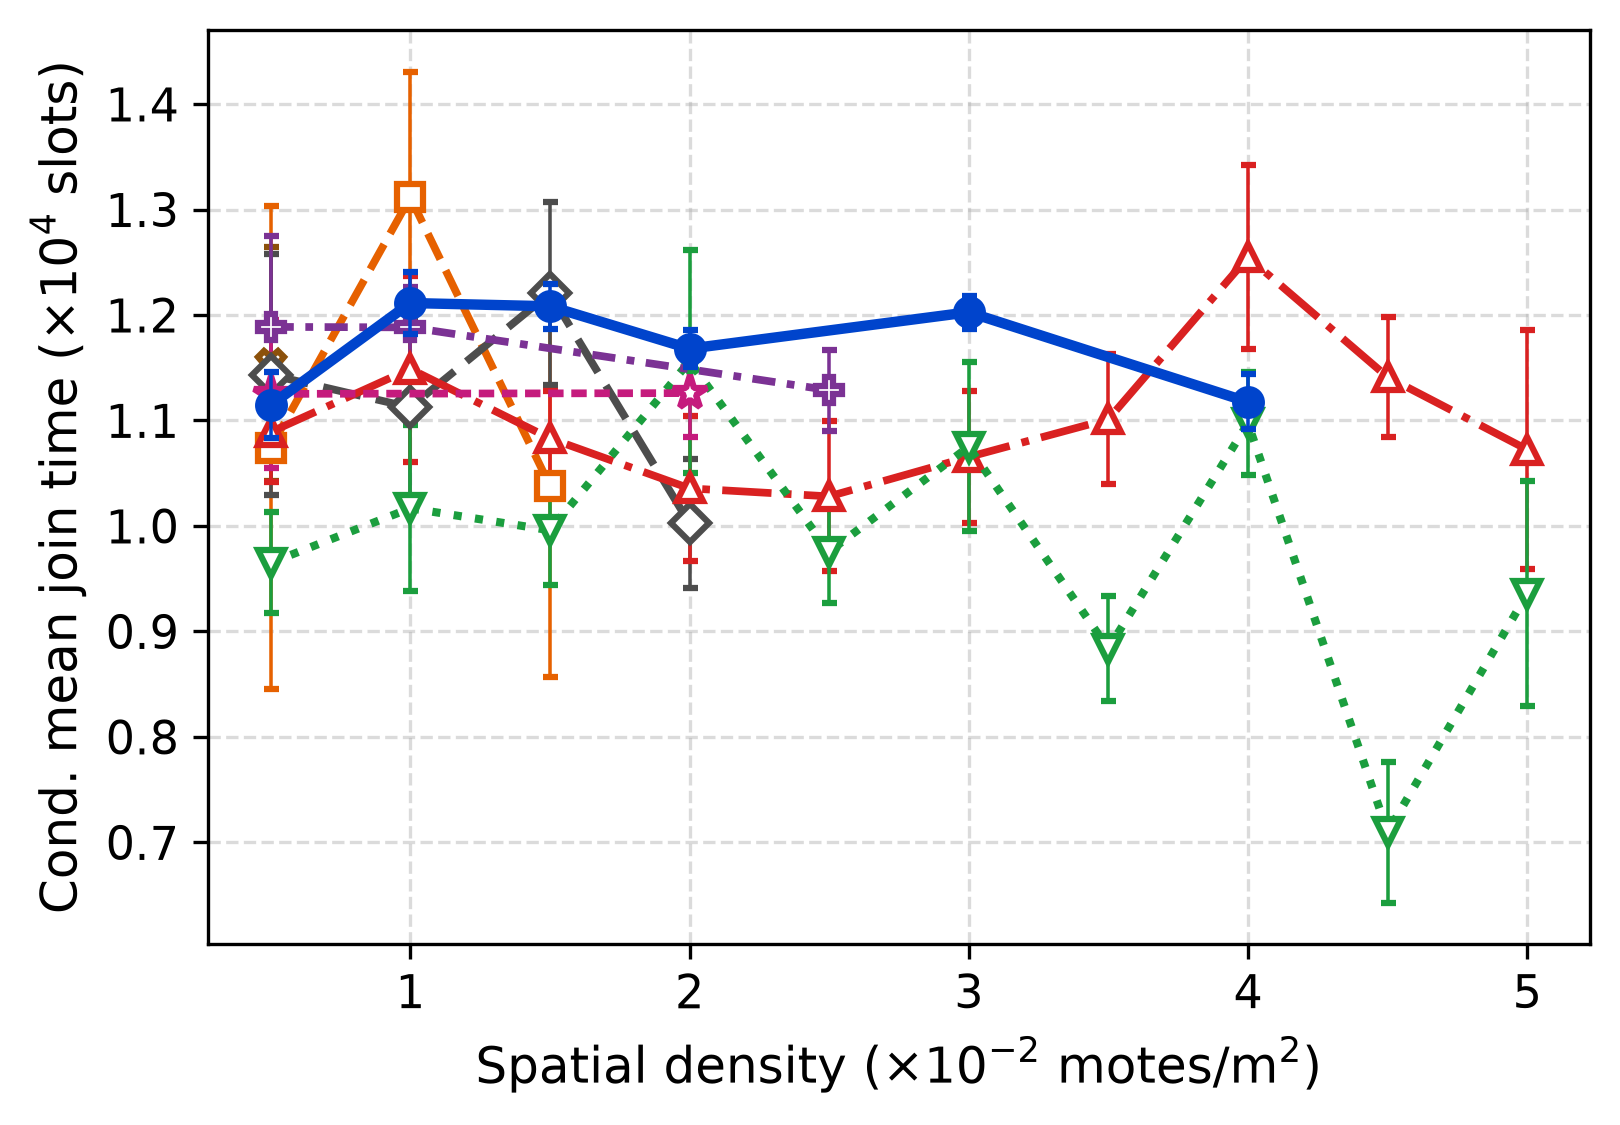 Cond. mean join time (×10⁴ slots)
1.4
1.3
1.2
1.1
1.0
0.9
0.8
0.7
1 2 3 4 5
Spatial density (×10⁻² motes/m²)